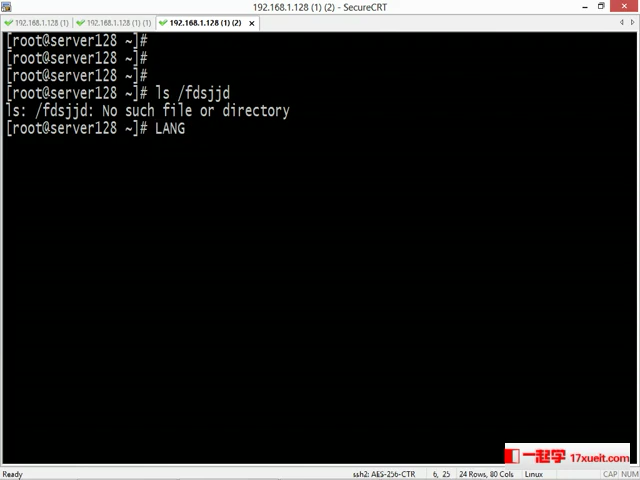 192.168.1.128 (1) (2) - SecureCRT
192.168.1.128 (1) 192.168.1.128 (1) (1) 192.168.1.128 (1) (2)
[root@server128 ~]#
[root@server128 ~]#
[root@server128 ~]#
[root@server128 ~]# ls /fdsjjd
ls: /fdsjjd: No such file or directory
[root@server128 ~]# LANG
一起学 17xueit.com
Ready ssh2: AES-256-CTR 6, 25 24 Rows, 80 Cols Linux CAP NUM